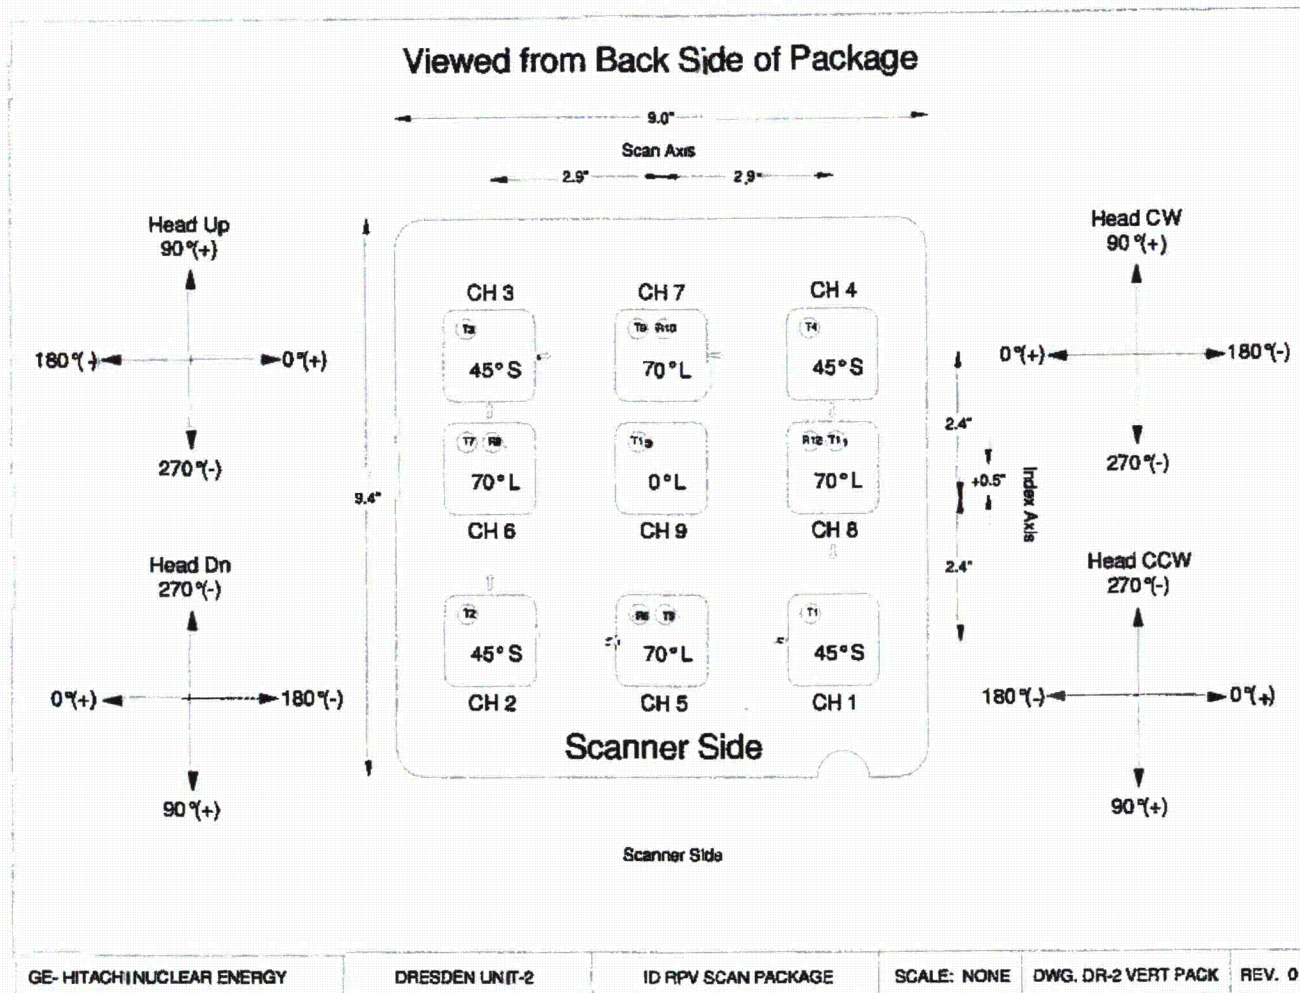 Viewed from Back Side of Package
9.0"
Scan Axis
2.9" 2.9"
Head Up
90°(+)
180°(-) 0°(+)
270°(-)
Head CW
90°(+)
0°(+) 180°(-)
270°(-)
CH 3 CH 7 CH 4
T3 R10 T4
45°S 70°L 45°S
T7 R8 R12
70°L 0°L 70°L
CH 6 CH 9 CH 8
9.4"
2.4"
+0.5"
Index Axis
2.4"
Head Dn
270°(-)
0°(+) 180°(-)
90°(+)
Head CCW
270°(-)
180°(-) 0°(+)
90°(+)
T2 R6 T1
45°S 70°L 45°S
CH 2 CH 5 CH 1
Scanner Side
Scanner Side
GE- HITACHI NUCLEAR ENERGY DRESDEN UNIT-2 ID RPV SCAN PACKAGE SCALE: NONE DWG. DR-2 VERT PACK REV. 0